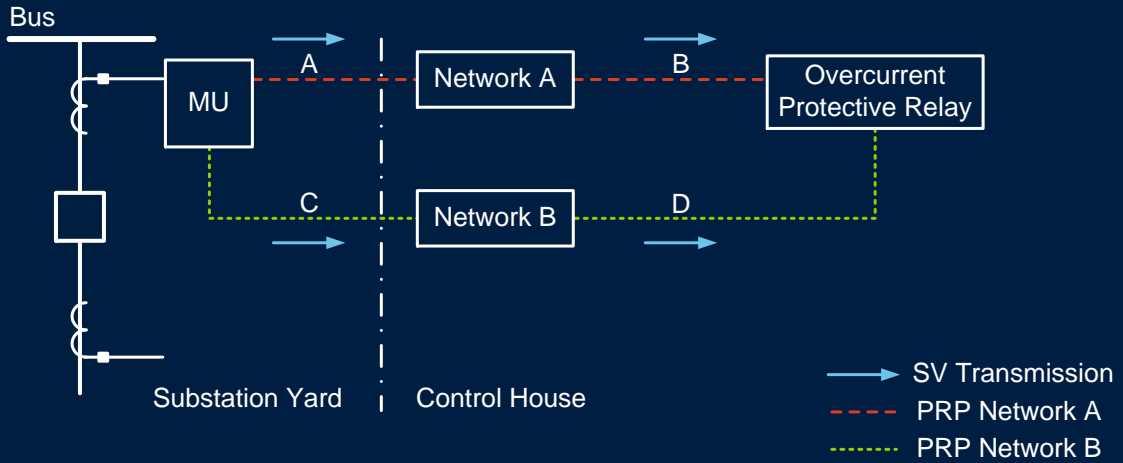 Bus
A
B
MU
Network A
Overcurrent
Protective Relay
C
Network B
D
Substation Yard
Control House
SV Transmission
PRP Network A
PRP Network B